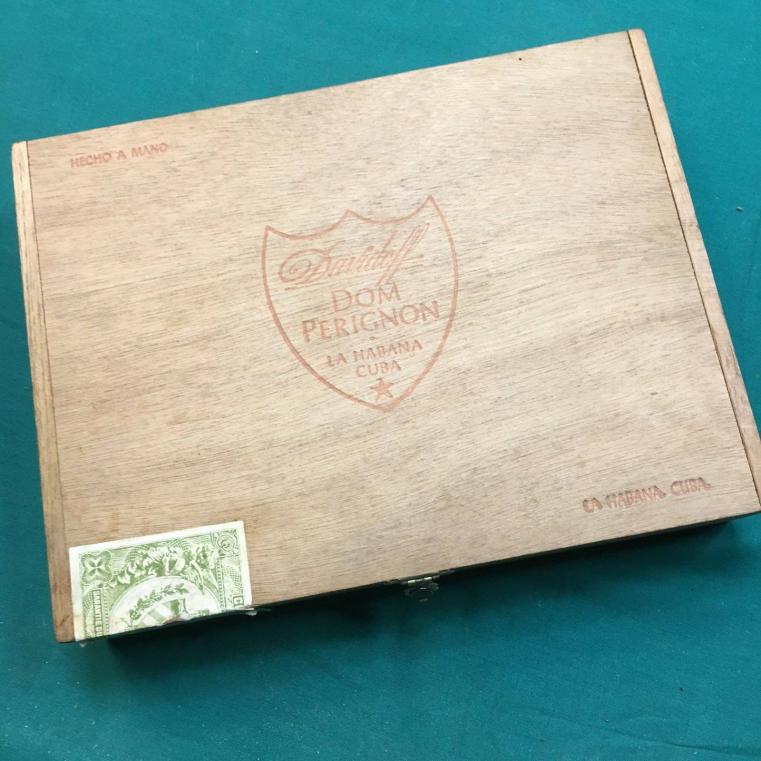 HECHO A MANO
Davidoff
DOM
PERIGNON
LA HABANA
CUBA
LA HABANA. CUBA.